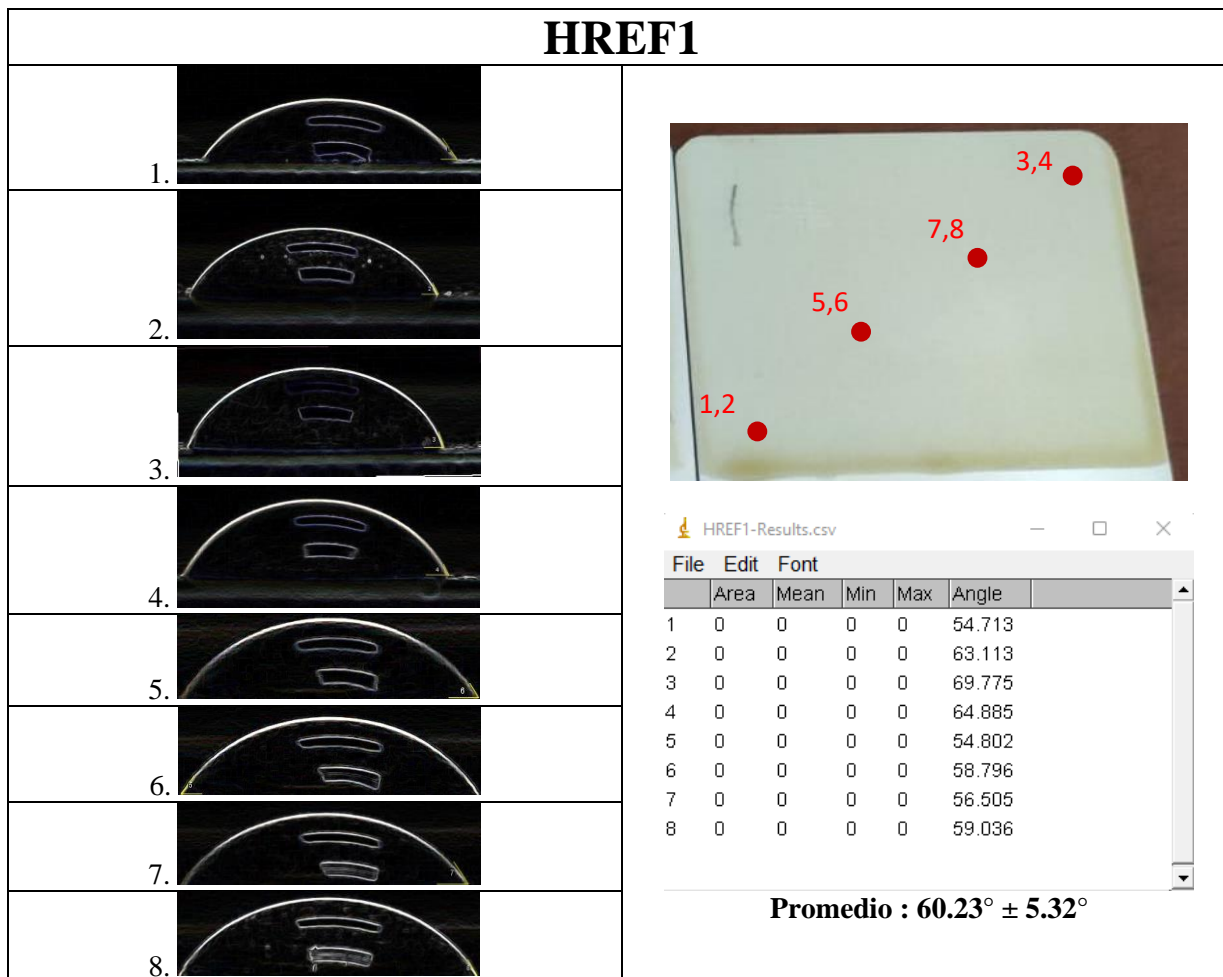 HREF1
1.
2.
3.
4.
5.
6.
7.
8.
3,4
7,8
5,6
1,2
HREF1-Results.csv
File Edit Font
Area Mean Min Max Angle
1 0 0 0 0 54.713
2 0 0 0 0 63.113
3 0 0 0 0 69.775
4 0 0 0 0 64.885
5 0 0 0 0 54.802
6 0 0 0 0 58.796
7 0 0 0 0 56.505
8 0 0 0 0 59.036
Promedio : 60.23° ± 5.32°